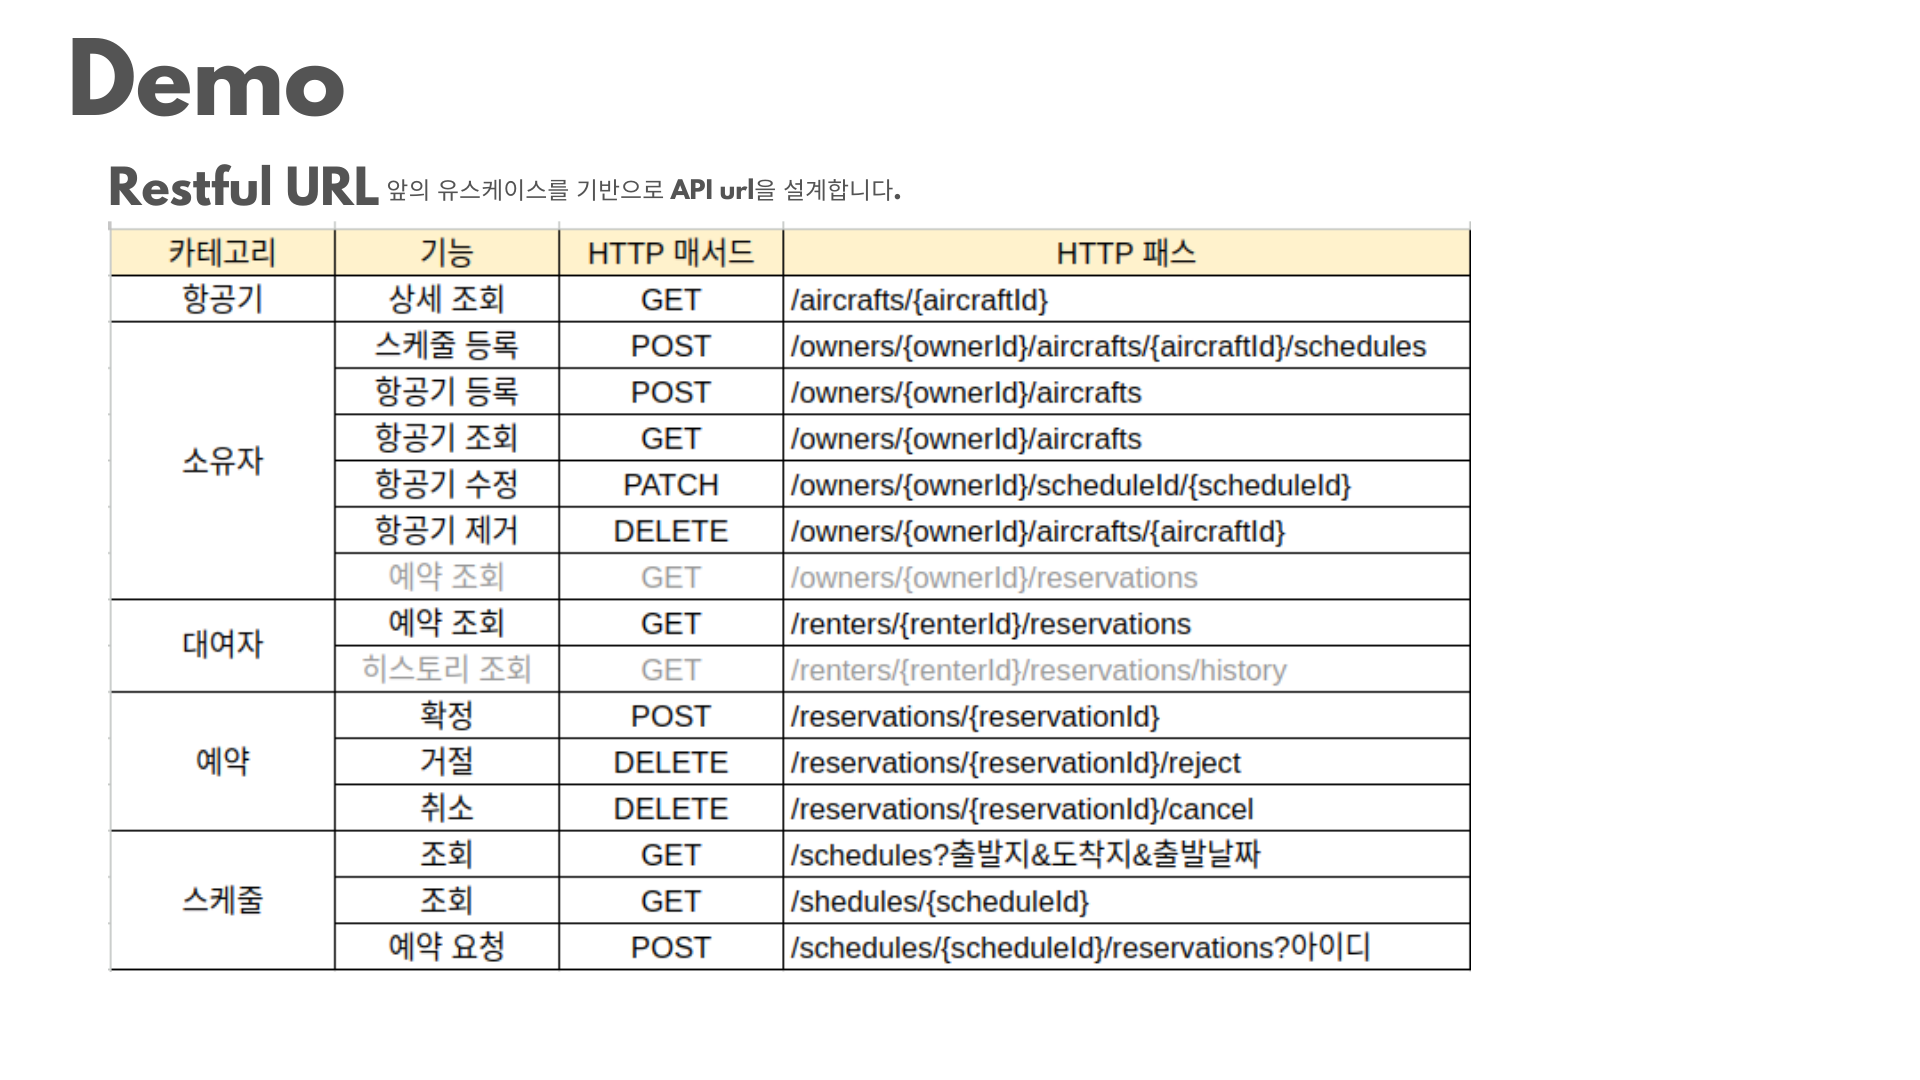 Demo
Restful URL 앞의 유스케이스를 기반으로 API url을 설계합니다.
카테고리 기능 HTTP 매서드 HTTP 패스
항공기 상세 조회 GET /aircrafts/{aircraftId}
소유자 스케줄 등록 POST /owners/{ownerId}/aircrafts/{aircraftId}/schedules
항공기 등록 POST /owners/{ownerId}/aircrafts
항공기 조회 GET /owners/{ownerId}/aircrafts
항공기 수정 PATCH /owners/{ownerId}/scheduleId/{scheduleId}
항공기 제거 DELETE /owners/{ownerId}/aircrafts/{aircraftId}
예약 조회 GET /owners/{ownerId}/reservations
대여자 예약 조회 GET /renters/{renterId}/reservations
히스토리 조회 GET /renters/{renterId}/reservations/history
예약 확정 POST /reservations/{reservationId}
거절 DELETE /reservations/{reservationId}/reject
취소 DELETE /reservations/{reservationId}/cancel
스케줄 조회 GET /schedules?출발지&도착지&출발날짜
조회 GET /shedules/{scheduleId}
예약 요청 POST /schedules/{scheduleId}/reservations?아이디